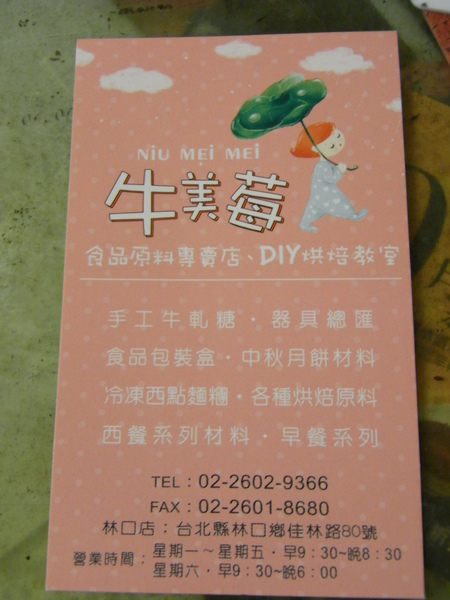 NiU MEi MEi
牛美莓
食品原料專賣店、DIY烘焙教室
手工牛軋糖・器具總匯
食品包裝盒・中秋月餅材料
冷凍西點麵糰・各種烘焙原料
西餐系列材料・早餐系列
TEL：02-2602-9366
FAX：02-2601-8680
林口店：台北縣林口鄉佳林路80號
營業時間：星期一～星期五・早9：30~晚8：30
星期六・早9：30~晚6：00